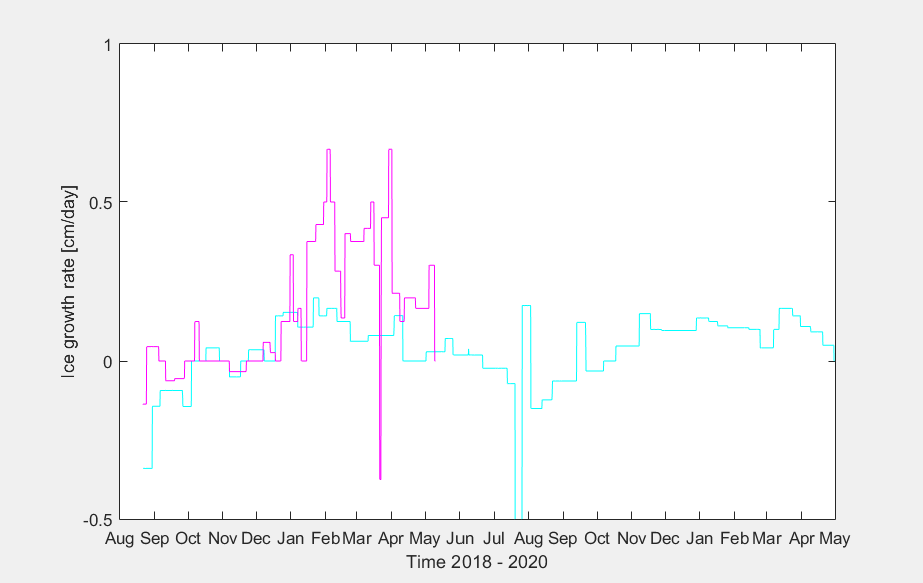 1
0.5
0
-0.5
Ice growth rate [cm/day]
Aug Sep Oct Nov Dec Jan Feb Mar Apr May Jun Jul Aug Sep Oct Nov Dec Jan Feb Mar Apr May
Time 2018 - 2020